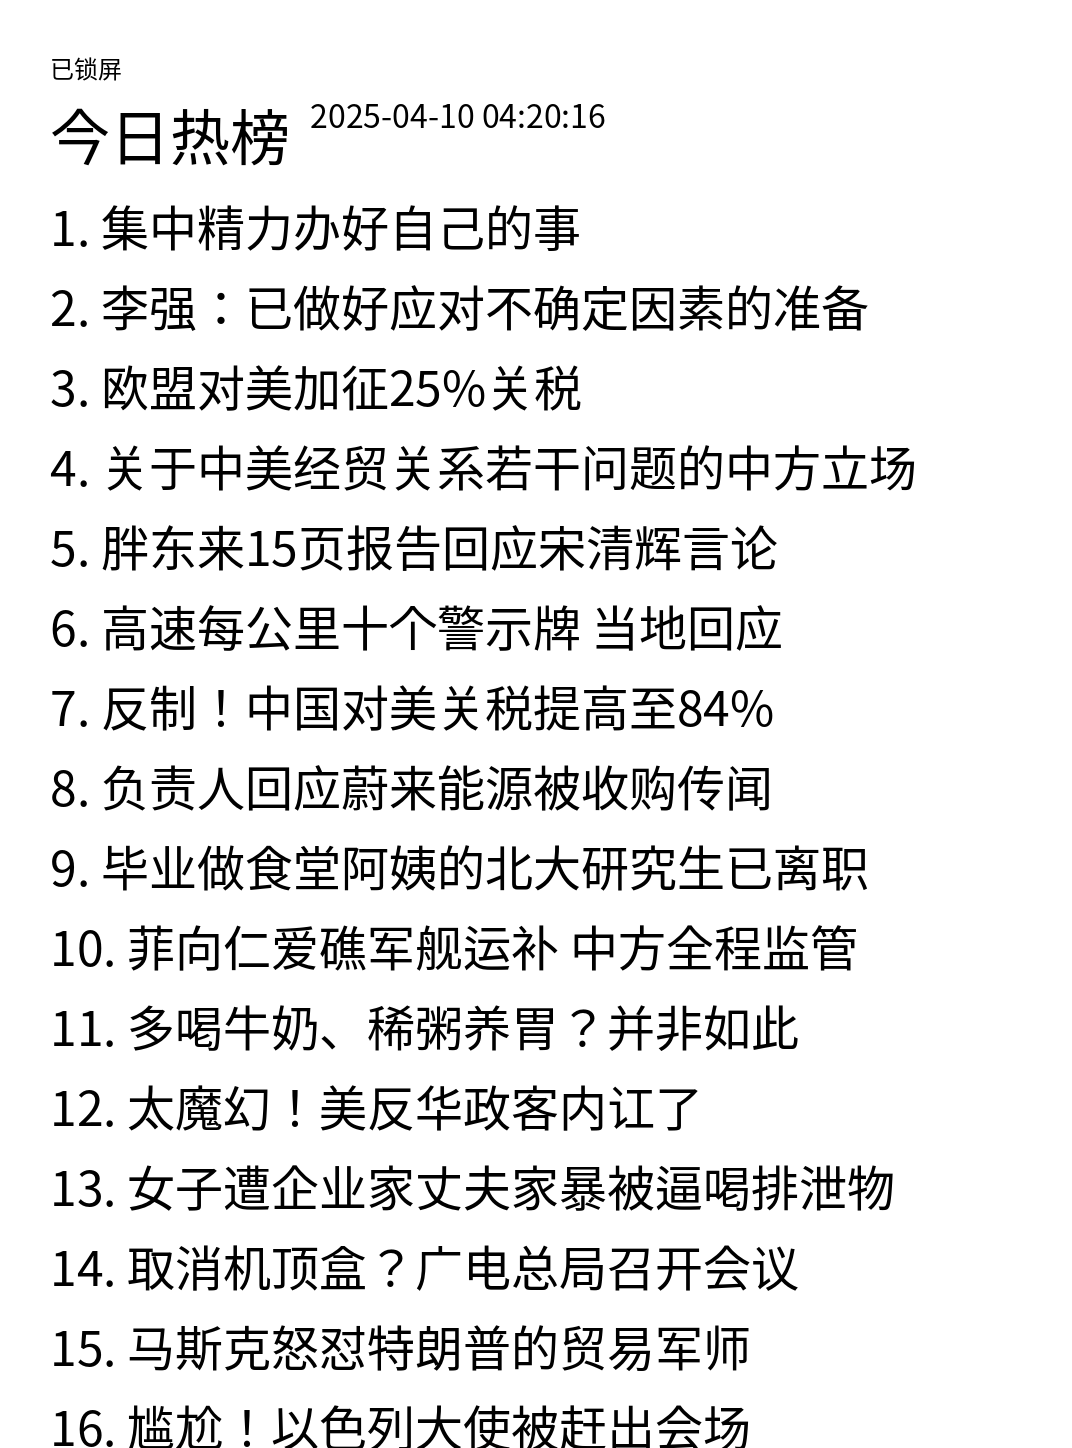 已锁屏
今日热榜 2025-04-10 04:20:16
1. 集中精力办好自己的事
2. 李强：已做好应对不确定因素的准备
3. 欧盟对美加征25%关税
4. 关于中美经贸关系若干问题的中方立场
5. 胖东来15页报告回应宋清辉言论
6. 高速每公里十个警示牌 当地回应
7. 反制！中国对美关税提高至84%
8. 负责人回应蔚来能源被收购传闻
9. 毕业做食堂阿姨的北大研究生已离职
10. 菲向仁爱礁军舰运补 中方全程监管
11. 多喝牛奶、稀粥养胃？并非如此
12. 太魔幻！美反华政客内讧了
13. 女子遭企业家丈夫家暴被逼喝排泄物
14. 取消机顶盒？广电总局召开会议
15. 马斯克怒怼特朗普的贸易军师
16. 尴尬！以色列大使被赶出会场